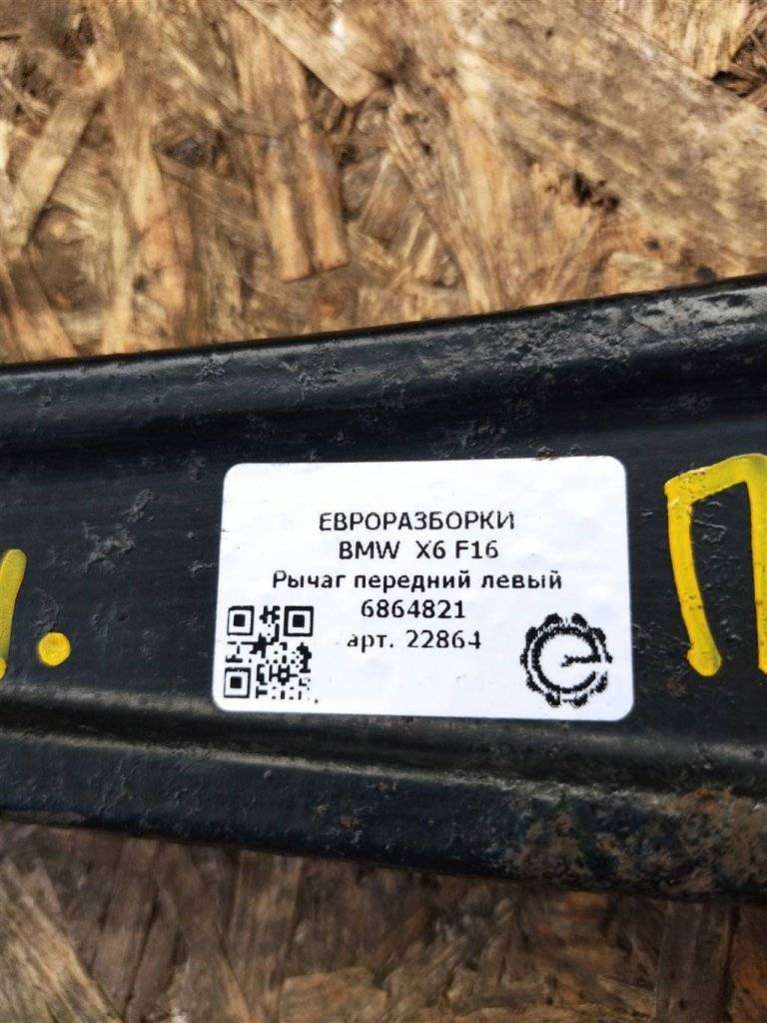 ЕВРОРАЗБОРКИ
BMW X6 F16
Рычаг передний левый
6864821
арт. 22864